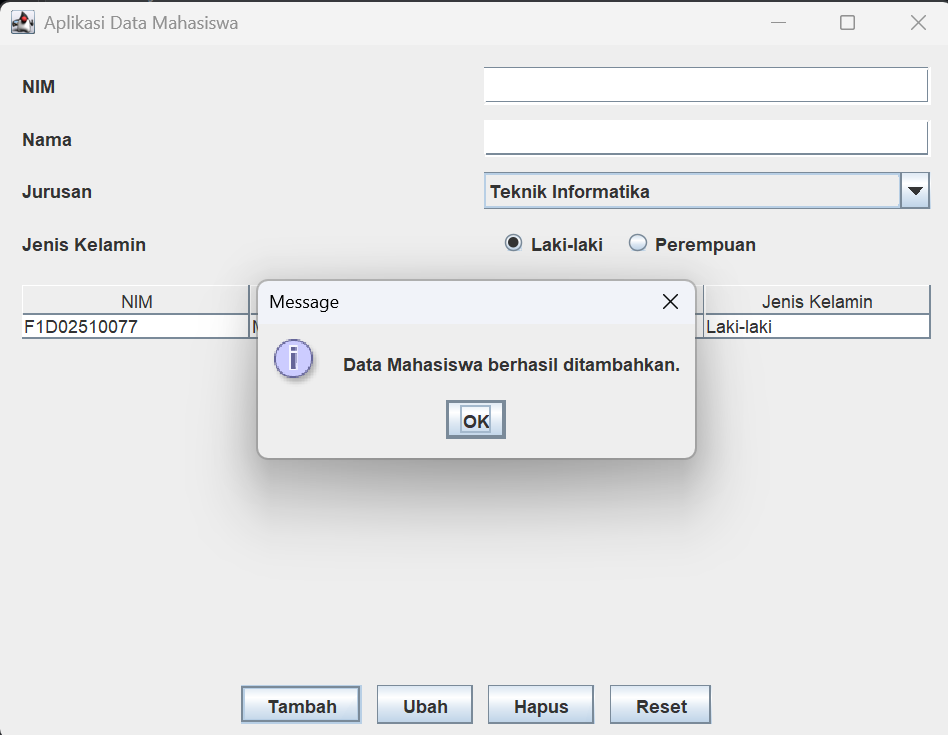 Aplikasi Data Mahasiswa
NIM
Nama
Jurusan Teknik Informatika
Jenis Kelamin Laki-laki Perempuan
NIM Jenis Kelamin
F1D02510077 Laki-laki
Message
Data Mahasiswa berhasil ditambahkan.
OK
Tambah Ubah Hapus Reset